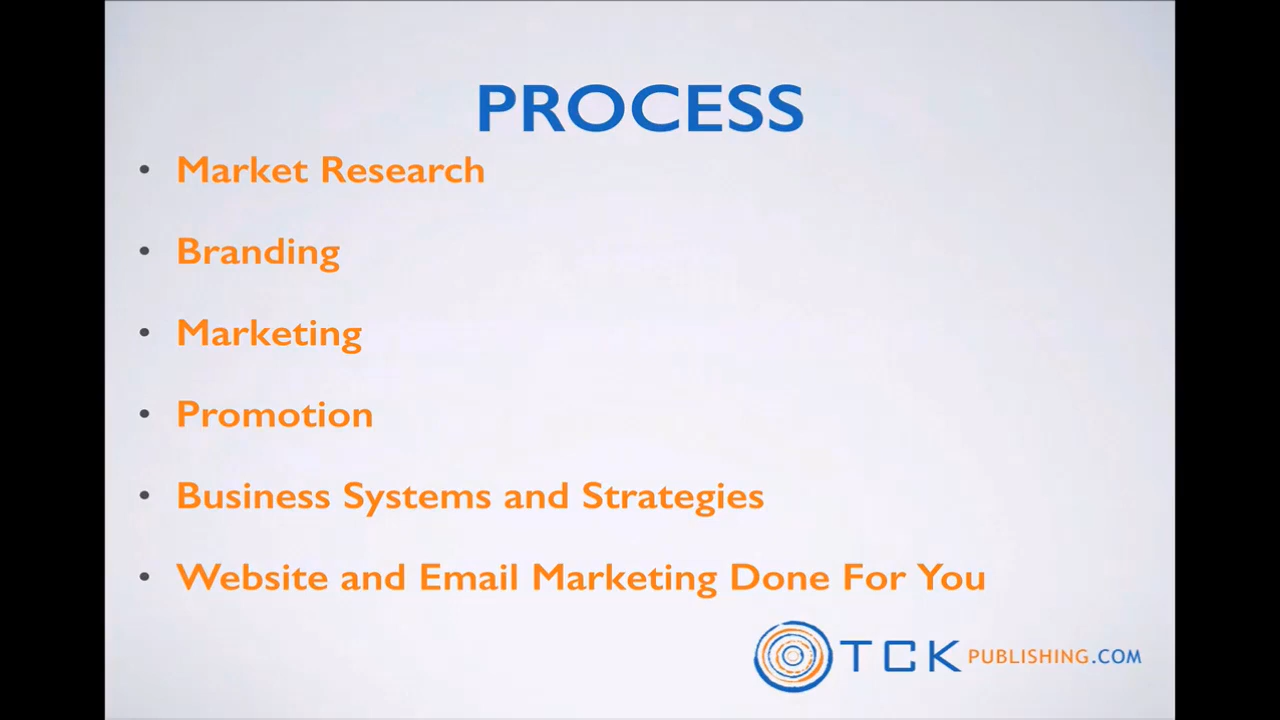 PROCESS
• Market Research
• Branding
• Marketing
• Promotion
• Business Systems and Strategies
• Website and Email Marketing Done For You
TCK PUBLISHING.COM